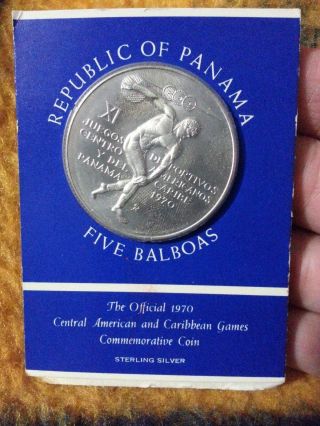 REPUBLIC OF PANAMA
XI
JUEGOS DEPORTIVOS
CENTRO AMERICANOS
Y DEL CARIBE
PANAMA 1970
FIVE BALBOAS
The Official 1970
Central American and Caribbean Games
Commemorative Coin
STERLING SILVER